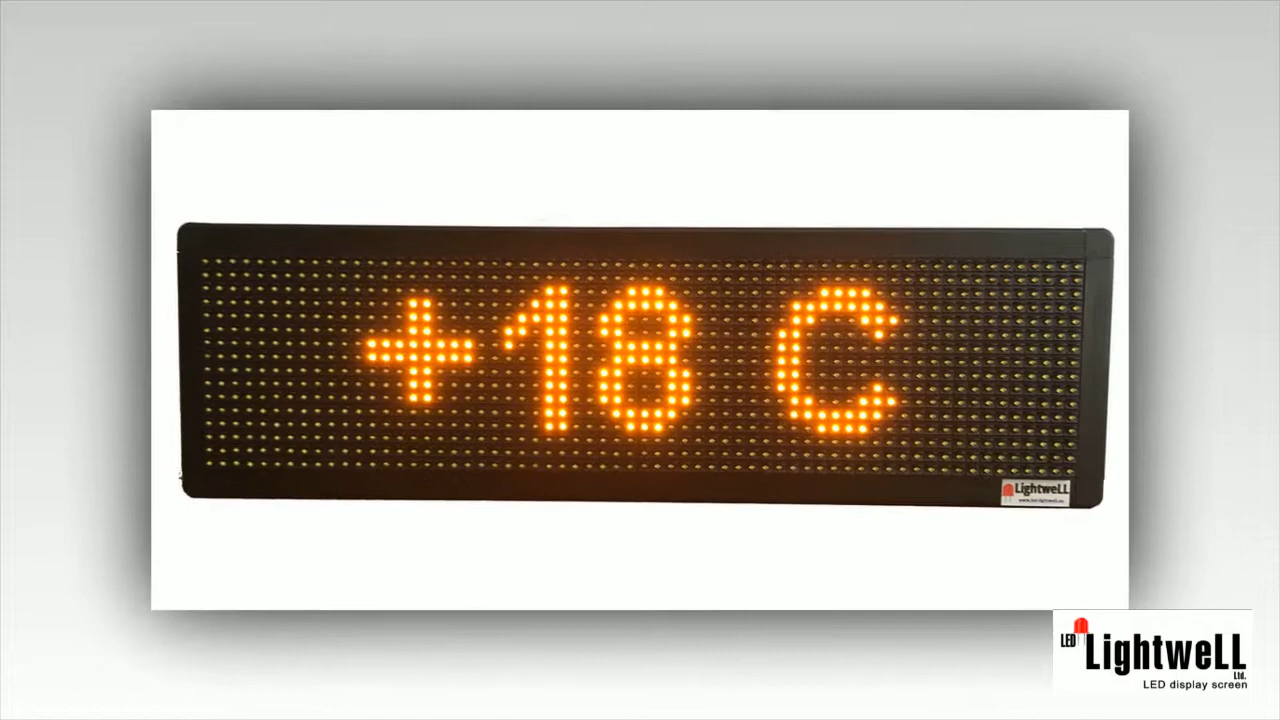 +18 C
LightweLL
LED
LightweLL
Ltd.
LED display screen